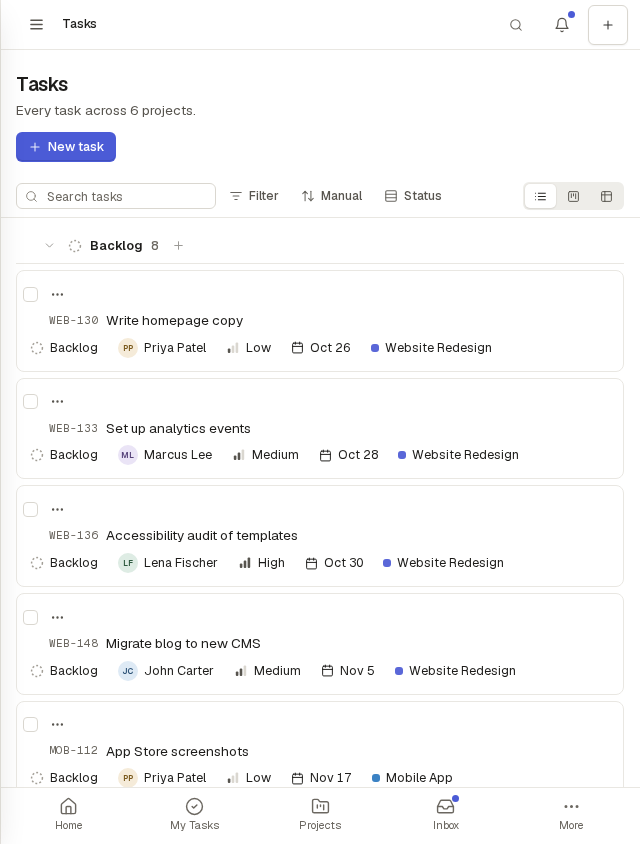 Tasks
Tasks
Every task across 6 projects.
New task
Search tasks Filter Manual Status
Backlog 8
WEB-130 Write homepage copy
Backlog PP Priya Patel Low Oct 26 Website Redesign
WEB-133 Set up analytics events
Backlog ML Marcus Lee Medium Oct 28 Website Redesign
WEB-136 Accessibility audit of templates
Backlog LF Lena Fischer High Oct 30 Website Redesign
WEB-148 Migrate blog to new CMS
Backlog JC John Carter Medium Nov 5 Website Redesign
MOB-112 App Store screenshots
Backlog PP Priya Patel Low Nov 17 Mobile App
Home My Tasks Projects Inbox More